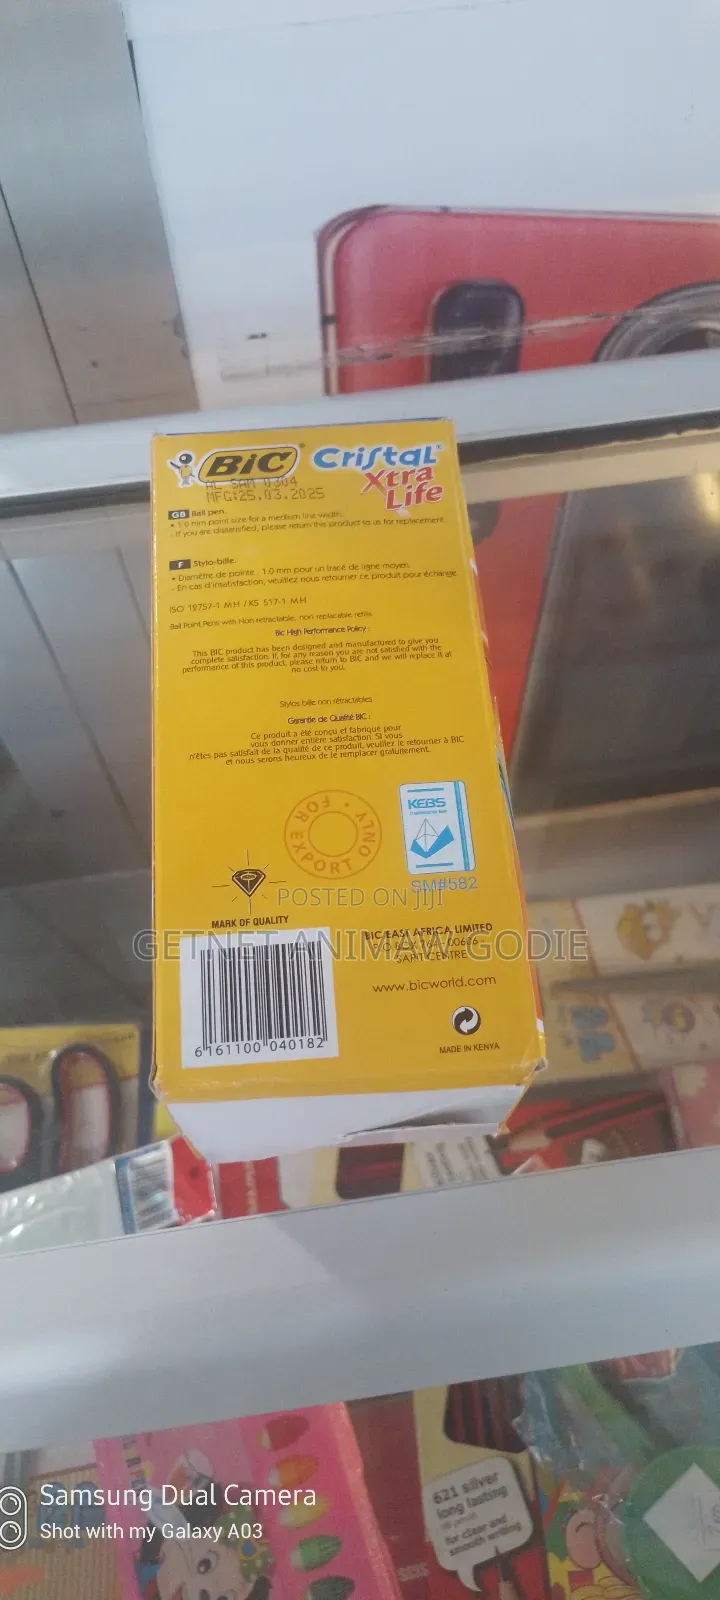 BIC Cristal®
Xtra
Life
AL SAM 0304
MFG:25.03.2025
GB Ball pen.
• 1.0 mm point size for a medium line width.
- If you are dissatisfied, please return this product to us for replacement.
F Stylo-bille.
• Diamètre de pointe : 1.0 mm pour un tracé de ligne moyen.
- En cas d'insatisfaction, veuillez nous retourner ce produit pour échange.
ISO 12757-1 MH / KS 517-1 MH
Ball Point Pens with Non retractable, non replacable refills
Bic High Performance Policy :
This BIC product has been designed and manufactured to give you
complete satisfaction. If, for any reason you are not satisfied with the
performance of this product, please return to BIC and we will replace it at
no cost to you.
Stylos bille non rétractables
Garantie de Qualité BIC :
Ce produit a été conçu et fabriqué pour
vous donner entière satisfaction. Si vous
n'êtes pas satisfait de la qualité de ce produit, veuillez le retourner à BIC
et nous serons heureux de le remplacer gratuitement.
FOR EXPORT ONLY
KEBS
SM#582
POSTED ON JIJI
MARK OF QUALITY
GETNET ANIMAW GODIE
BIC EAST AFRICA LIMITED
SARIT CENTRE
www.bicworld.com
6 161100 040182
MADE IN KENYA
621 silver
long lasting
for clear and
smooth writing
Samsung Dual Camera
Shot with my Galaxy A03